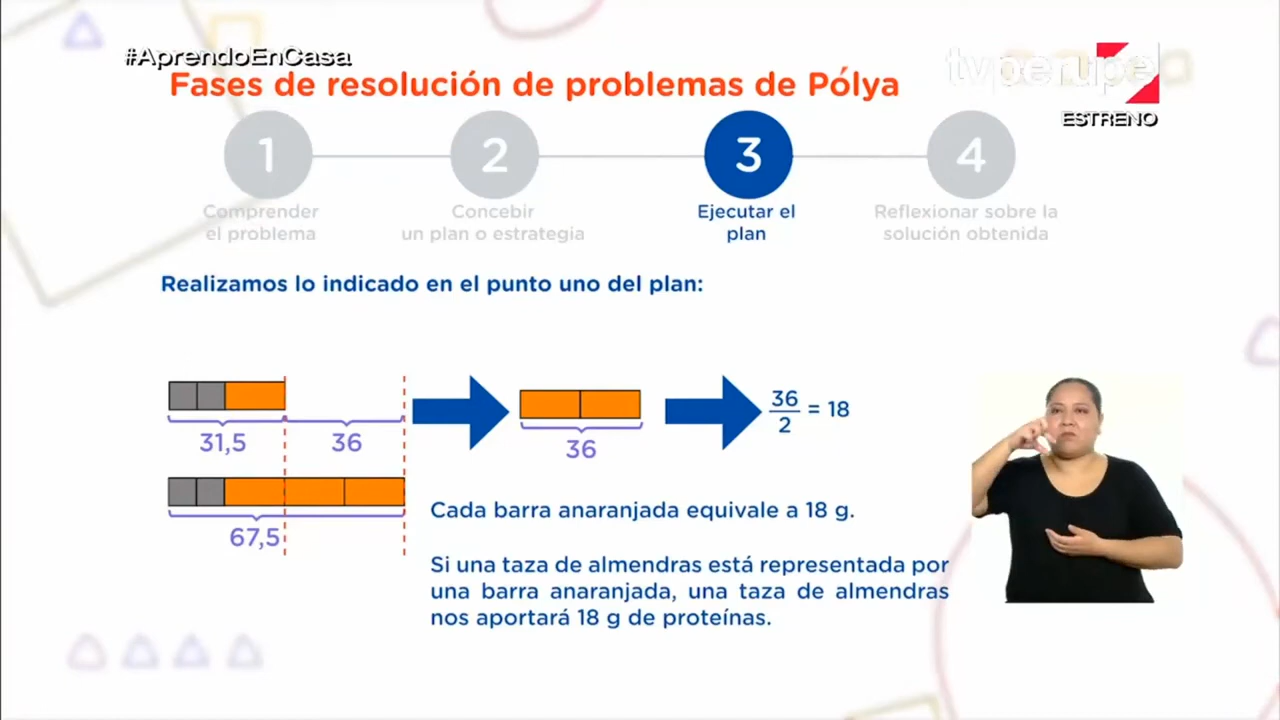 #AprendoEnCasa
tvperu.pe
ESTRENO
Fases de resolución de problemas de Pólya
1
2
3
4
Comprender
el problema
Concebir
un plan o estrategia
Ejecutar el
plan
Reflexionar sobre la
solución obtenida
Realizamos lo indicado en el punto uno del plan:
31,5
36
36
36
2
= 18
67,5
Cada barra anaranjada equivale a 18 g.
Si una taza de almendras está representada por
una barra anaranjada, una taza de almendras
nos aportará 18 g de proteínas.